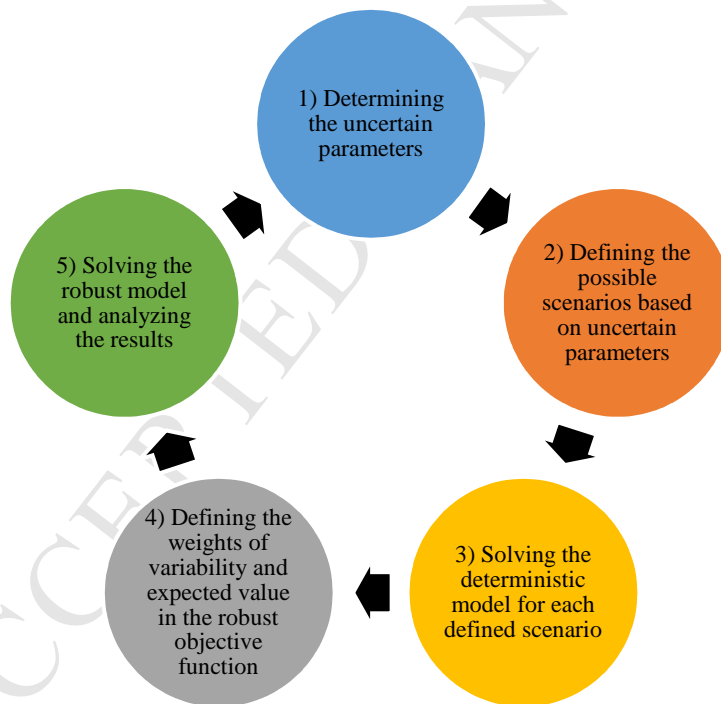 1) Determining
the uncertain
parameters
2) Defining the
possible
scenarios based
on uncertain
parameters
3) Solving the
deterministic
model for each
defined scenario
4) Defining the
weights of
variability and
expected value
in the robust
objective
function
5) Solving the
robust model
and analyzing
the results
CCEPTED
AN